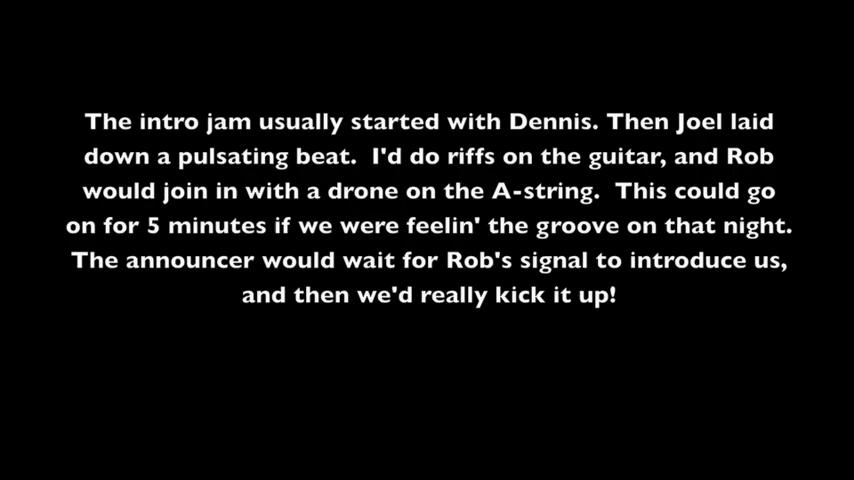 The intro jam usually started with Dennis. Then Joel laid
down a pulsating beat.  I'd do riffs on the guitar, and Rob
would join in with a drone on the A-string.  This could go
on for 5 minutes if we were feelin' the groove on that night.
The announcer would wait for Rob's signal to introduce us,
and then we'd really kick it up!